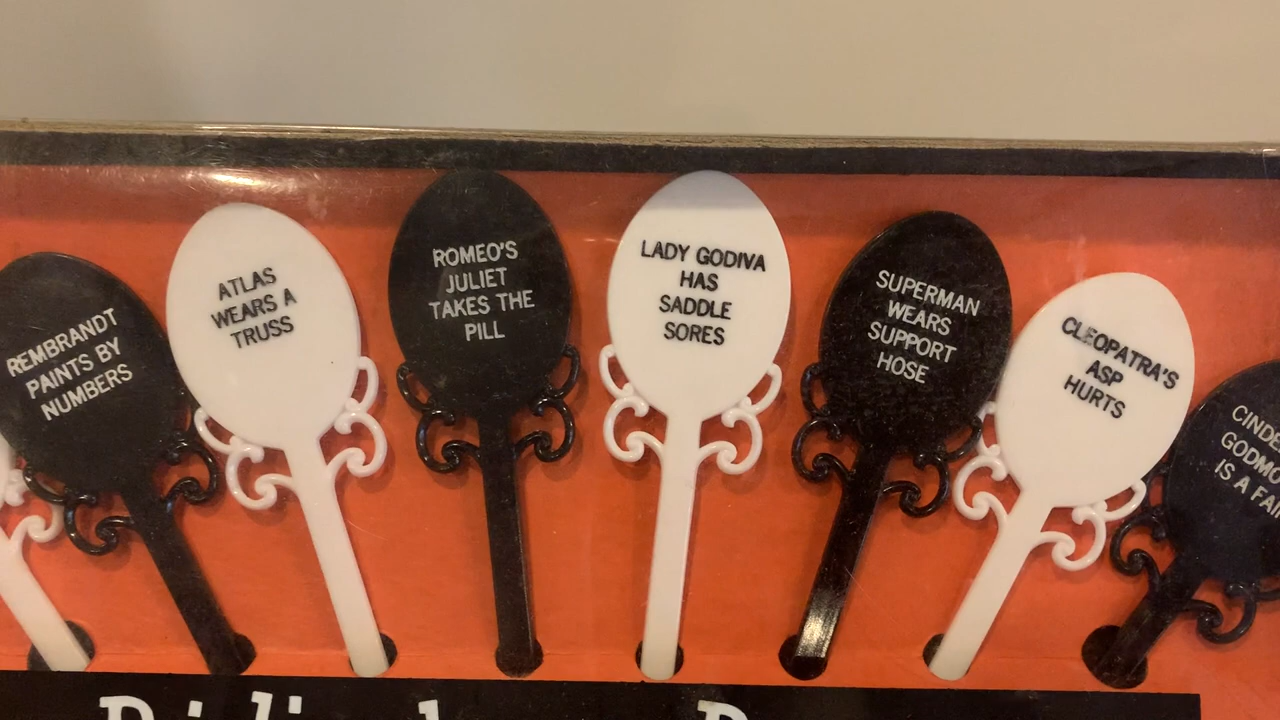 REMBRANDT
PAINTS BY
NUMBERS
ATLAS
WEARS A
TRUSS
ROMEO'S
JULIET
TAKES THE
PILL
LADY GODIVA
HAS
SADDLE
SORES
SUPERMAN
WEARS
SUPPORT
HOSE
CLEOPATRA'S
ASP
HURTS
IS A